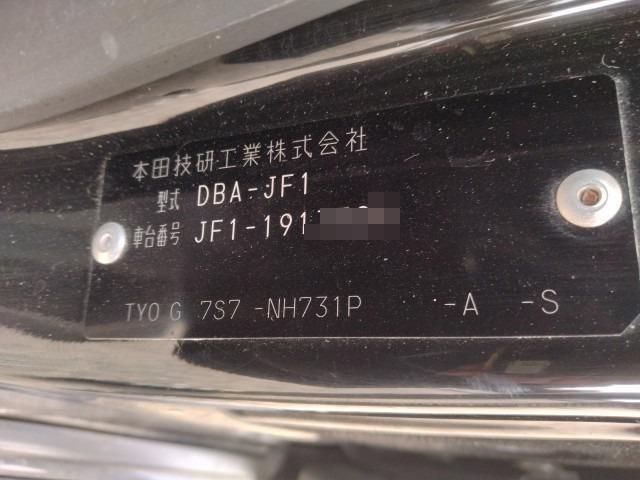 本田技研工業株式会社
型式 DBA-JF1
車台番号 JF1-191
TYO G 7S7 -NH731P -A -S